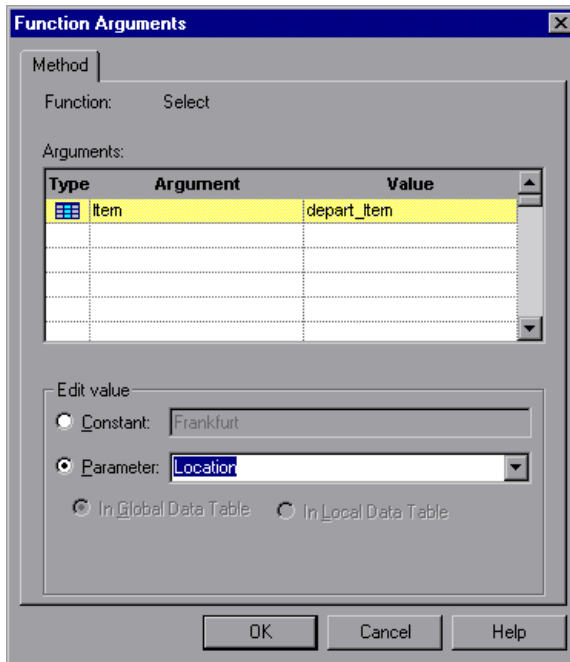 Function Arguments
Method
Function: Select
Arguments:
Type Argument Value
Item depart_Item
Edit value
Constant: Frankfurt
Parameter: Location
In Global Data Table In Local Data Table
OK Cancel Help